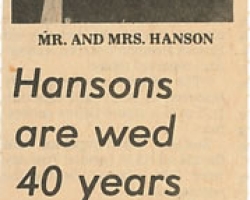 MR. AND MRS. HANSON
Hansons
are wed
40 years